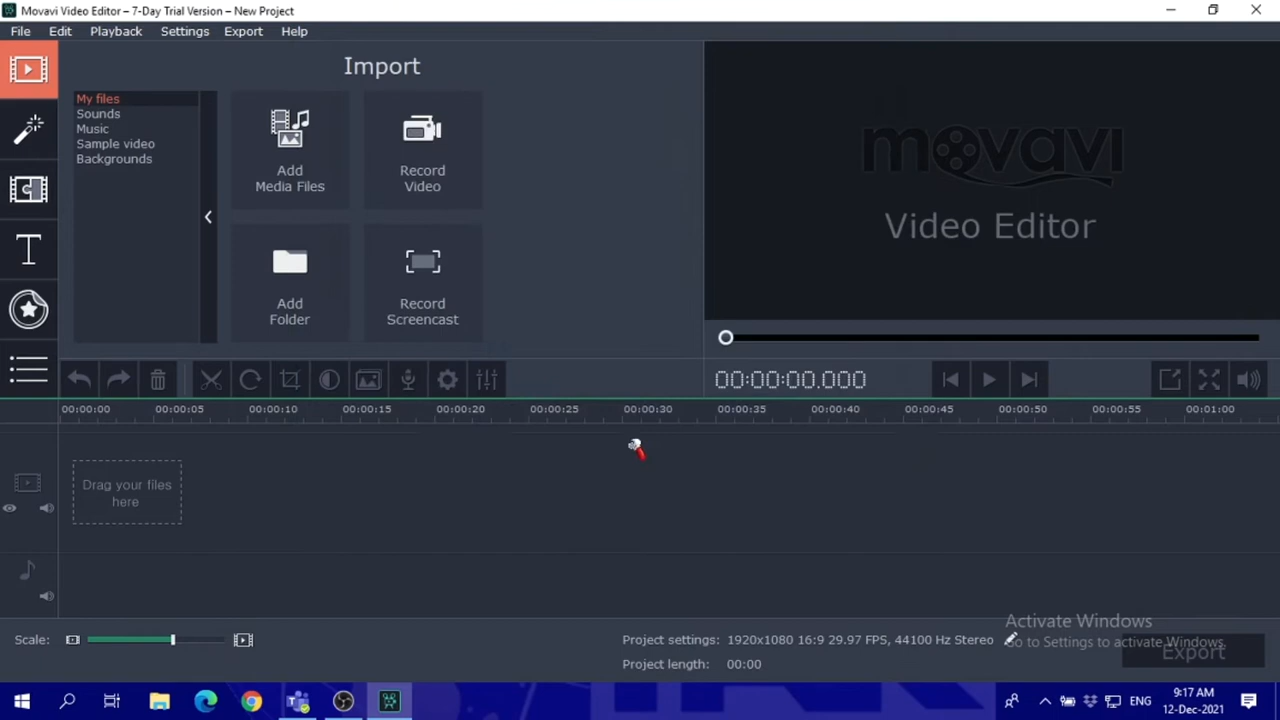 Movavi Video Editor – 7-Day Trial Version – New Project
File Edit Playback Settings Export Help
Import
My files
Sounds
Music
Sample video
Backgrounds
Add
Media Files
Record
Video
Add
Folder
Record
Screencast
movavi
Video Editor
00:00:00.000
00:00:00 00:00:05 00:00:10 00:00:15 00:00:20 00:00:25 00:00:30 00:00:35 00:00:40 00:00:45 00:00:50 00:00:55 00:01:00
Drag your files
here
Scale:
Project settings: 1920x1080 16:9 29.97 FPS, 44100 Hz Stereo
Project length: 00:00
Activate Windows
Go to Settings to activate Windows.
Export
ENG
9:17 AM
12-Dec-2021